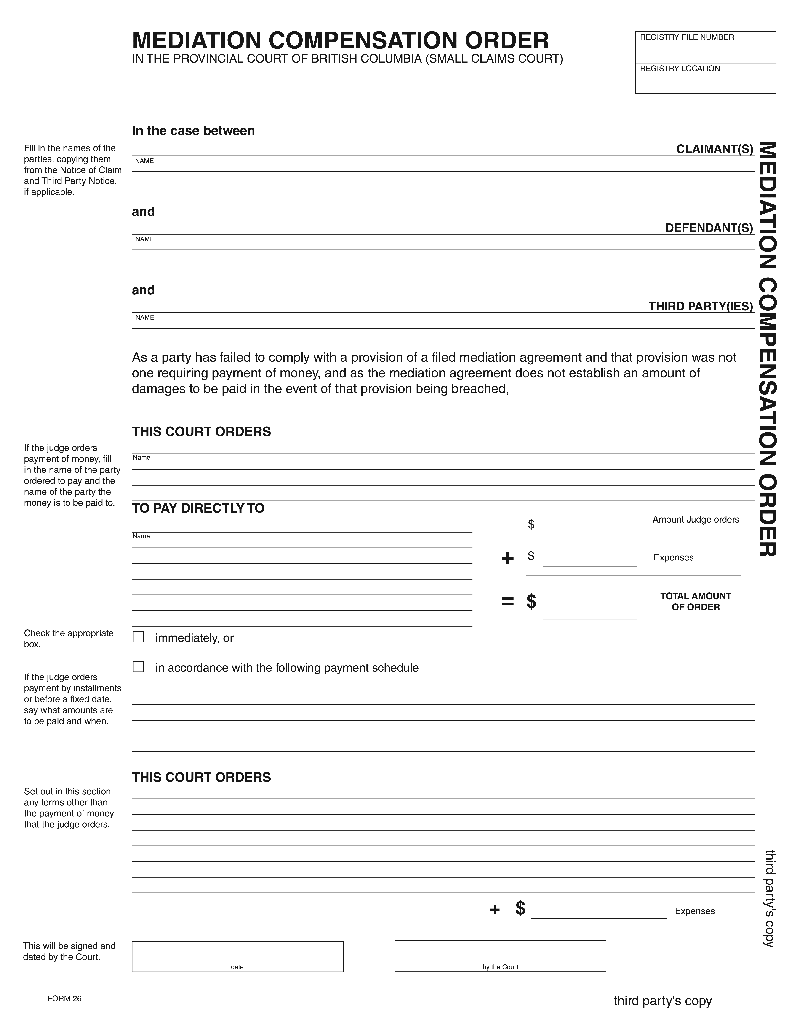 MEDIATION COMPENSATION ORDER
IN THE PROVINCIAL COURT OF BRITISH COLUMBIA (SMALL CLAIMS COURT)
REGISTRY FILE NUMBER
REGISTRY LOCATION
In the case between
Fill in the names of the
parties, copying them
from the Notice of Claim
and Third Party Notice,
if applicable.
CLAIMANT(S)
NAME
and
DEFENDANT(S)
NAME
and
THIRD PARTY(IES)
NAME
As a party has failed to comply with a provision of a filed mediation agreement and that provision was not
one requiring payment of money, and as the mediation agreement does not establish an amount of
damages to be paid in the event of that provision being breached,
THIS COURT ORDERS
If the judge orders
payment of money, fill
in the name of the party
ordered to pay and the
name of the party the
money is to be paid to.
Name
TO PAY DIRECTLY TO
Name
$ Amount Judge orders
+ $ Expenses
= $ TOTAL AMOUNT
OF ORDER
Check the appropriate
box.
immediately, or
in accordance with the following payment schedule
If the judge orders
payment by installments
or before a fixed date,
say what amounts are
to be paid and when.
THIS COURT ORDERS
Set out in this section
any terms other than
the payment of money
that the judge orders.
+ $ Expenses
This will be signed and
dated by the Court.
date
by the Court
FORM 26
third party's copy
MEDIATION COMPENSATION ORDER
third party's copy